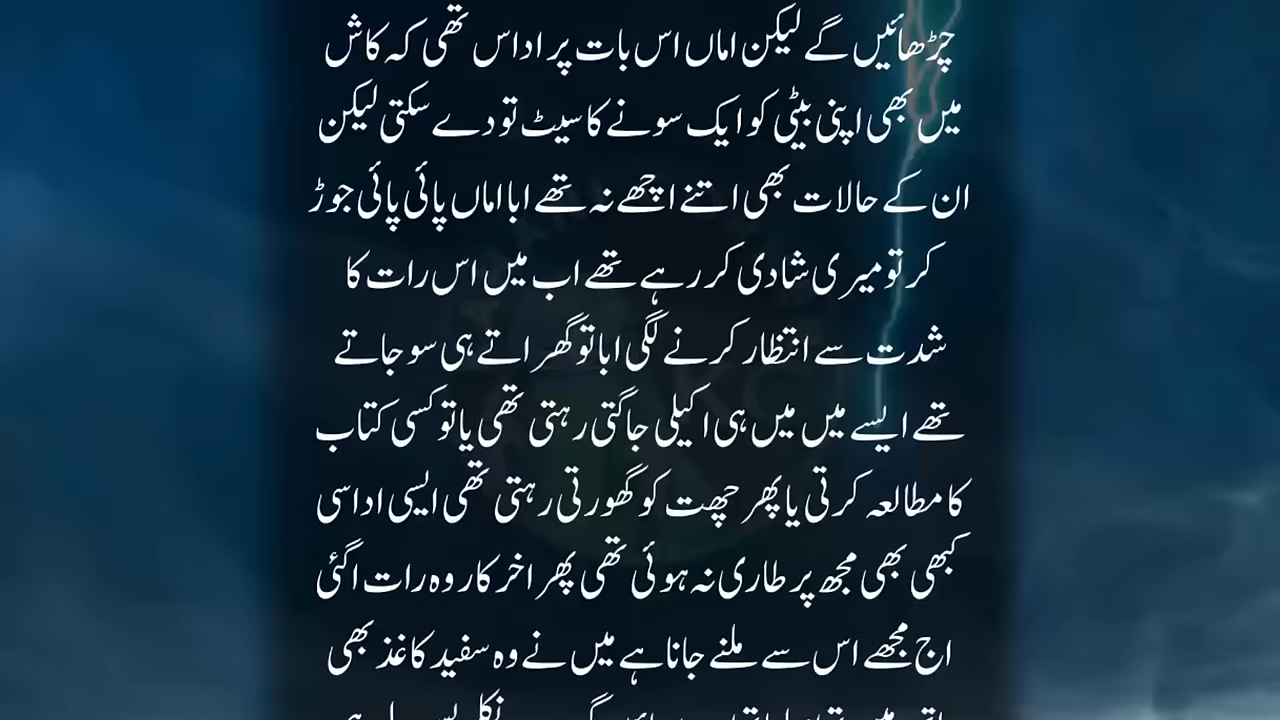 چڑھائیں گے لیکن اماں اس بات پر اداس تھی کہ کاش
میں بھی اپنی بیٹی کو ایک سونے کا سیٹ تو دے سکتی لیکن
ان کے حالات بھی اتنے اچھے نہ تھے ابا اماں پائی پائی جوڑ
کر تو میری شادی کر رہے تھے اب میں اس رات کا
شدت سے انتظار کرنے لگی ابا تو گھر اتے ہی سو جاتے
تھے ایسے میں میں ہی اکیلی جاگتی رہتی تھی یا تو کسی کتاب
کا مطالعہ کرتی یا پھر چھت کو گھورتی رہتی تھی ایسی اداسی
کبھی بھی مجھ پر طاری نہ ہوئی تھی پھر اخر کار وہ رات اگئی
اج مجھے اس سے ملنے جانا ہے میں نے وہ سفید کاغذ بھی